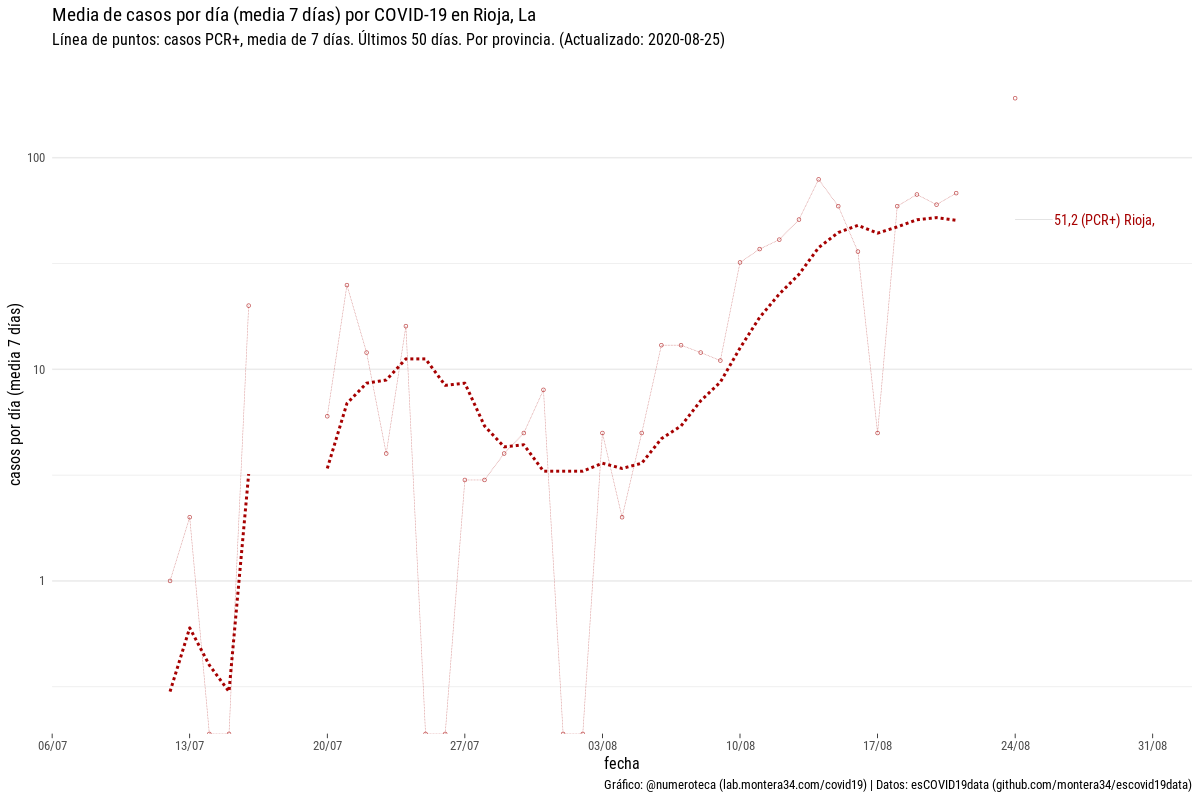 Media de casos por día (media 7 días) por COVID-19 en Rioja, La
Línea de puntos: casos PCR+, media de 7 días. Últimos 50 días. Por provincia. (Actualizado: 2020-08-25)
casos por día (media 7 días)
100
10
1
51,2 (PCR+) Rioja,
06/07
13/07
20/07
27/07
03/08
10/08
17/08
24/08
31/08
fecha
Gráfico: @numeroteca (lab.montera34.com/covid19) | Datos: esCOVID19data (github.com/montera34/escovid19data)